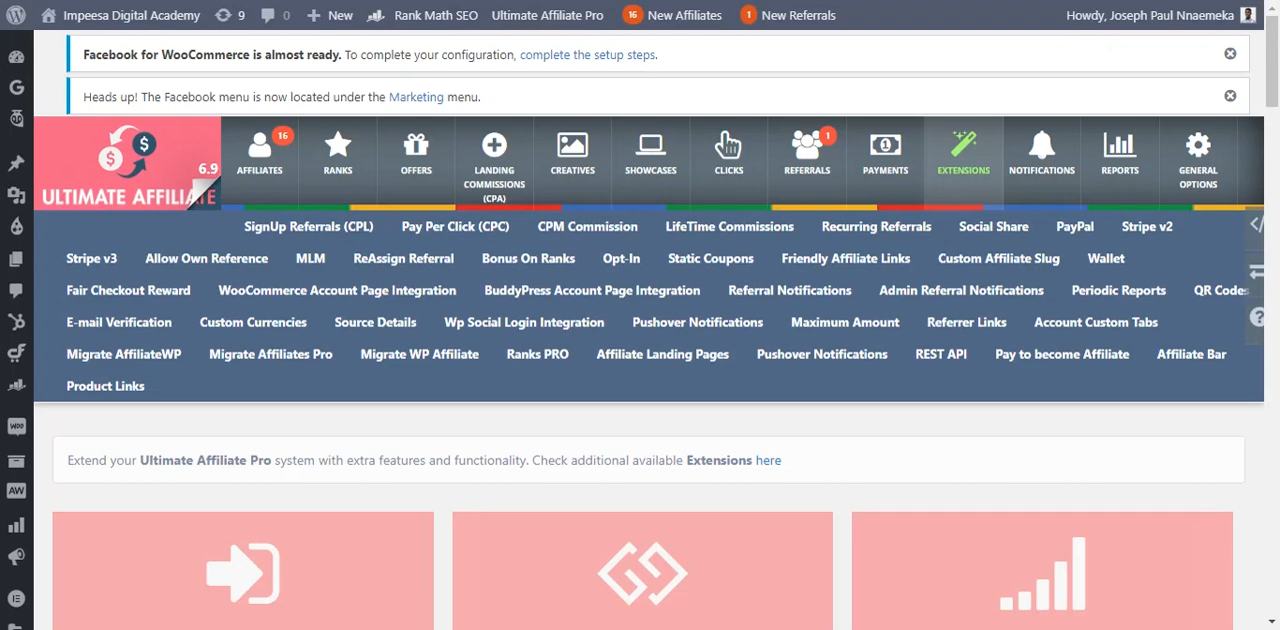 Impeesa Digital Academy 9 0 New Rank Math SEO Ultimate Affiliate Pro 16 New Affiliates 1 New Referrals Howdy, Joseph Paul Nnaemeka
Facebook for WooCommerce is almost ready. To complete your configuration, complete the setup steps.
Heads up! The Facebook menu is now located under the Marketing menu.
6.9
ULTIMATE AFFILIATE
16
AFFILIATES
RANKS
OFFERS
LANDING
COMMISSIONS
(CPA)
CREATIVES
SHOWCASES
CLICKS
1
REFERRALS
PAYMENTS
EXTENSIONS
NOTIFICATIONS
REPORTS
GENERAL
OPTIONS
SignUp Referrals (CPL) Pay Per Click (CPC) CPM Commission LifeTime Commissions Recurring Referrals Social Share PayPal Stripe v2
Stripe v3 Allow Own Reference MLM ReAssign Referral Bonus On Ranks Opt-In Static Coupons Friendly Affiliate Links Custom Affiliate Slug Wallet
Fair Checkout Reward WooCommerce Account Page Integration BuddyPress Account Page Integration Referral Notifications Admin Referral Notifications Periodic Reports QR Codes
E-mail Verification Custom Currencies Source Details Wp Social Login Integration Pushover Notifications Maximum Amount Referrer Links Account Custom Tabs
Migrate AffiliateWP Migrate Affiliates Pro Migrate WP Affiliate Ranks PRO Affiliate Landing Pages Pushover Notifications REST API Pay to become Affiliate Affiliate Bar
Product Links
Extend your Ultimate Affiliate Pro system with extra features and functionality. Check additional available Extensions here